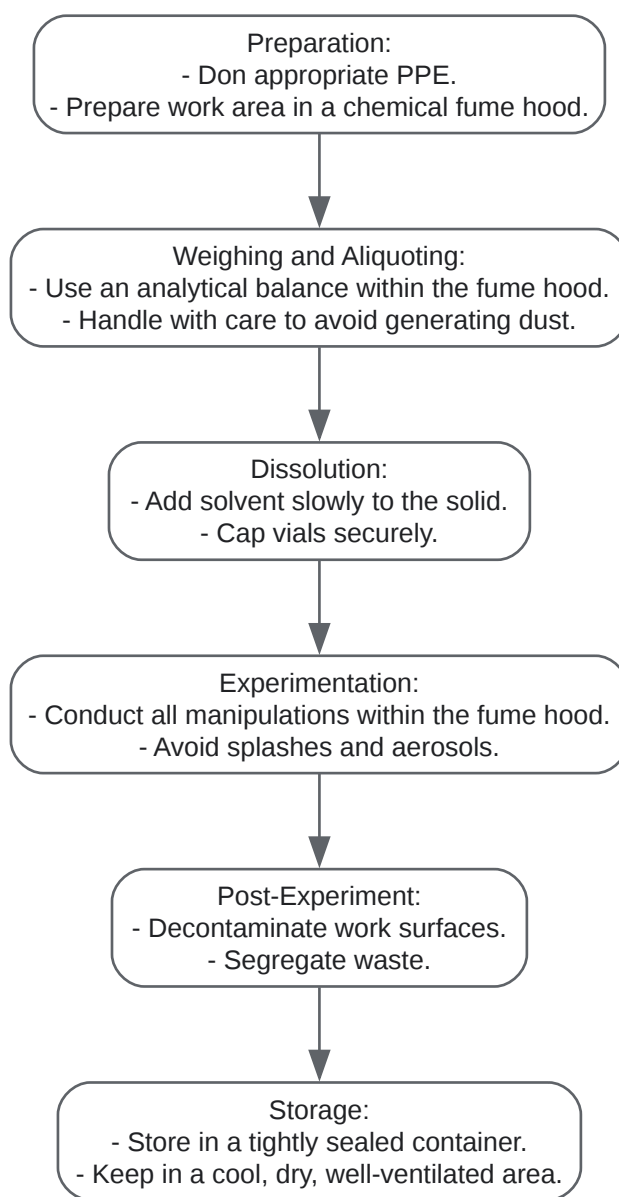 Preparation:
- Don appropriate PPE.
- Prepare work area in a chemical fume hood.
Weighing and Aliquoting:
- Use an analytical balance within the fume hood.
- Handle with care to avoid generating dust.
Dissolution:
- Add solvent slowly to the solid.
- Cap vials securely.
Experimentation:
- Conduct all manipulations within the fume hood.
- Avoid splashes and aerosols.
Post-Experiment:
- Decontaminate work surfaces.
- Segregate waste.
Storage:
- Store in a tightly sealed container.
- Keep in a cool, dry, well-ventilated area.